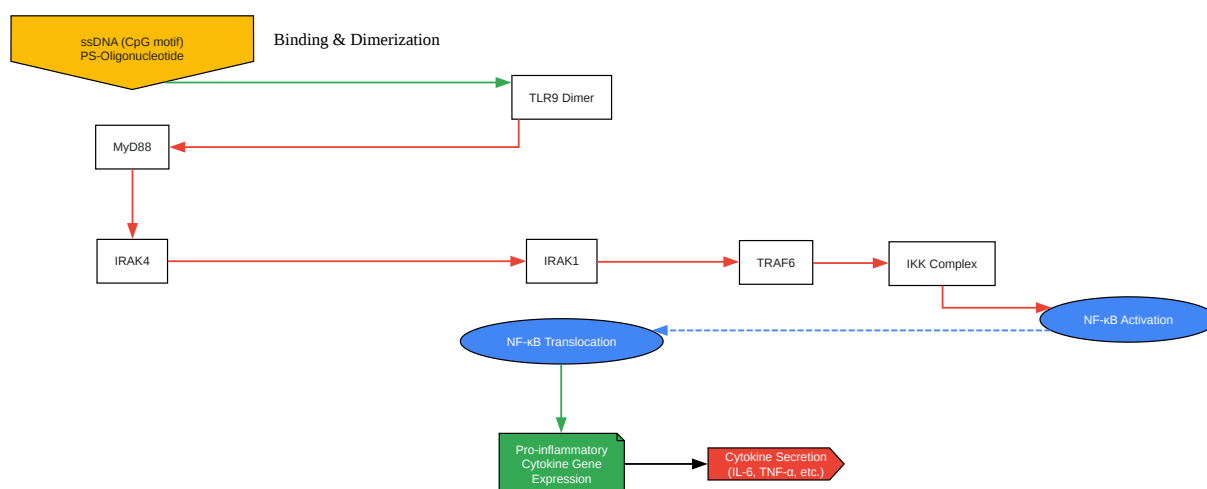 ssDNA (CpG motif)
PS-Oligonucleotide
Binding & Dimerization
TLR9 Dimer
MyD88
IRAK4
IRAK1
TRAF6
IKK Complex
NF-κB Activation
NF-κB Translocation
Pro-inflammatory
Cytokine Gene
Expression
Cytokine Secretion
(IL-6, TNF-α, etc.)